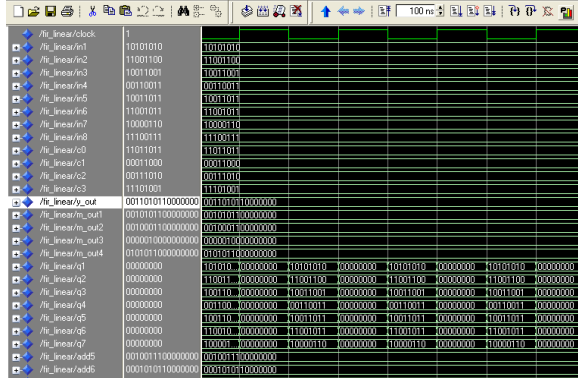 100 ns
/fir_linear/clock 1
/fir_linear/in1 10101010 10101010
/fir_linear/in2 11001100 11001100
/fir_linear/in3 10011001 10011001
/fir_linear/in4 00110011 00110011
/fir_linear/in5 10011011 10011011
/fir_linear/in6 11001011 11001011
/fir_linear/in7 10000110 10000110
/fir_linear/in8 11100111 11100111
/fir_linear/c0 11011011 11011011
/fir_linear/c1 00011000 00011000
/fir_linear/c2 00111010 00111010
/fir_linear/c3 11101001 11101001
/fir_linear/y_out 0011010110000000 0011010110000000
/fir_linear/m_out1 0010101100000000 0010101100000000
/fir_linear/m_out2 0010001100000000 0010001100000000
/fir_linear/m_out3 0000010000000000 0000010000000000
/fir_linear/m_out4 0101011000000000 0101011000000000
/fir_linear/q1 00000000 101010... 00000000 10101010 00000000 10101010 00000000 10101010 00000000
/fir_linear/q2 00000000 110011... 00000000 11001100 00000000 11001100 00000000 11001100 00000000
/fir_linear/q3 00000000 100110... 00000000 10011001 00000000 10011001 00000000 10011001 00000000
/fir_linear/q4 00000000 001100... 00000000 00110011 00000000 00110011 00000000 00110011 00000000
/fir_linear/q5 00000000 100110... 00000000 10011011 00000000 10011011 00000000 10011011 00000000
/fir_linear/q6 00000000 110010... 00000000 11001011 00000000 11001011 00000000 11001011 00000000
/fir_linear/q7 00000000 100001... 00000000 10000110 00000000 10000110 00000000 10000110 00000000
/fir_linear/add5 0010011100000000 0010011100000000
/fir_linear/add6 0001010110000000 0001010110000000